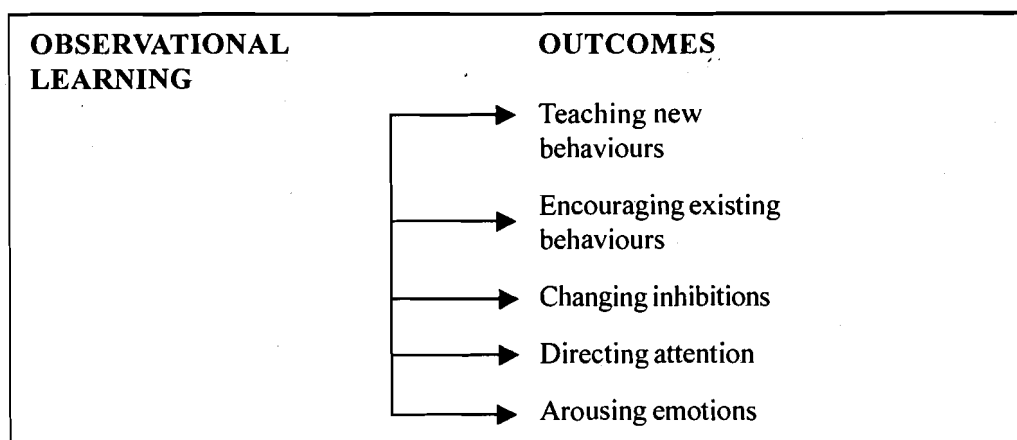 OBSERVATIONAL
LEARNING
OUTCOMES
Teaching new
behaviours
Encouraging existing
behaviours
Changing inhibitions
Directing attention
Arousing emotions